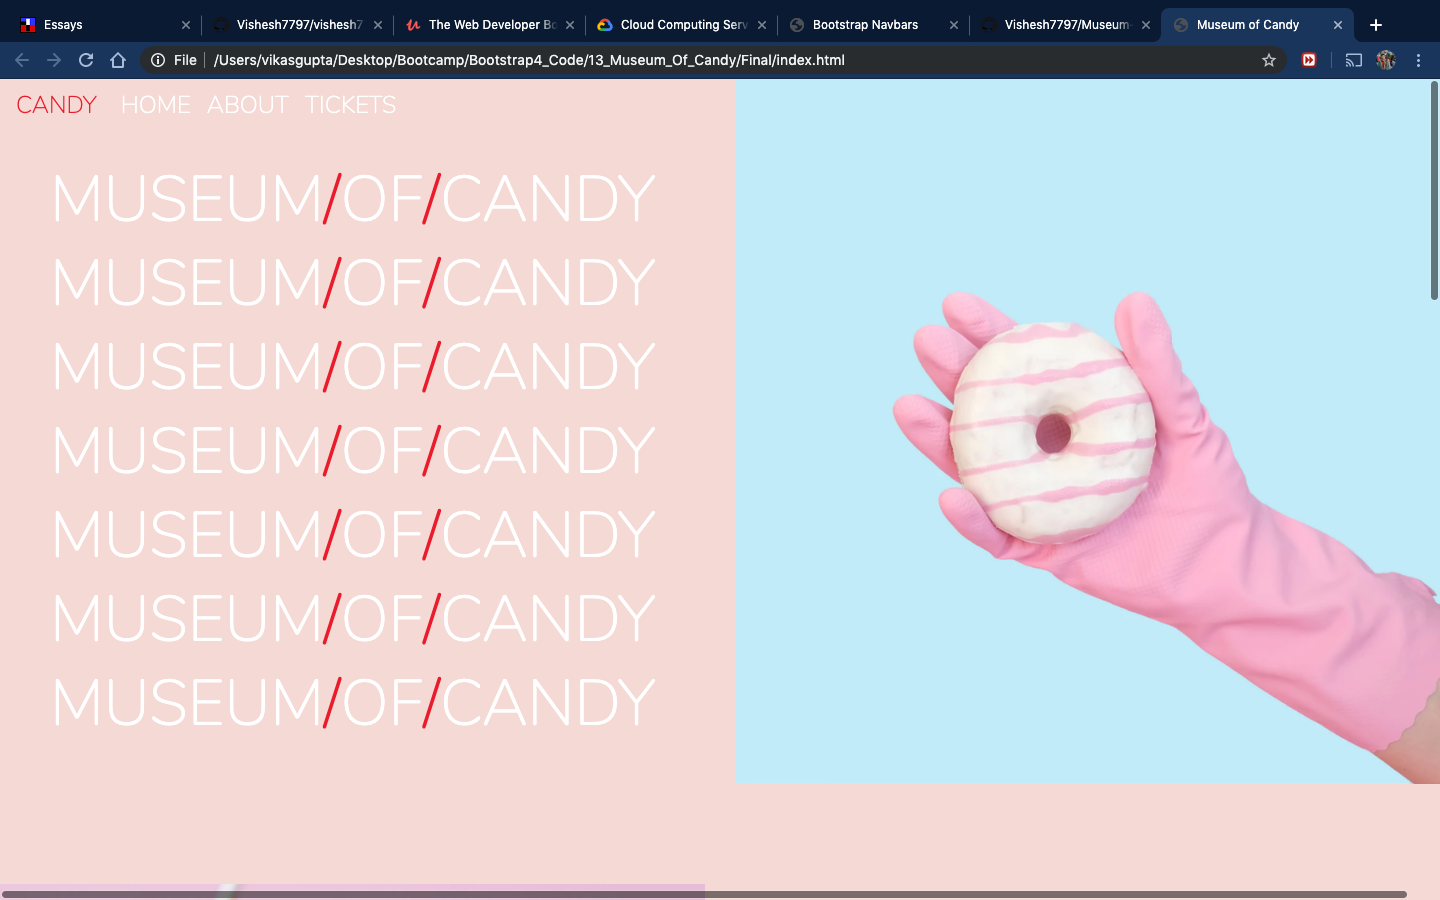 Essays
Vishesh7797/vishesh7
The Web Developer Bo
Cloud Computing Serv
Bootstrap Navbars
Vishesh7797/Museum-
Museum of Candy
File
/Users/vikasgupta/Desktop/Bootcamp/Bootstrap4_Code/13_Museum_Of_Candy/Final/index.html
CANDY HOME ABOUT TICKETS
MUSEUM/OF/CANDY
MUSEUM/OF/CANDY
MUSEUM/OF/CANDY
MUSEUM/OF/CANDY
MUSEUM/OF/CANDY
MUSEUM/OF/CANDY
MUSEUM/OF/CANDY